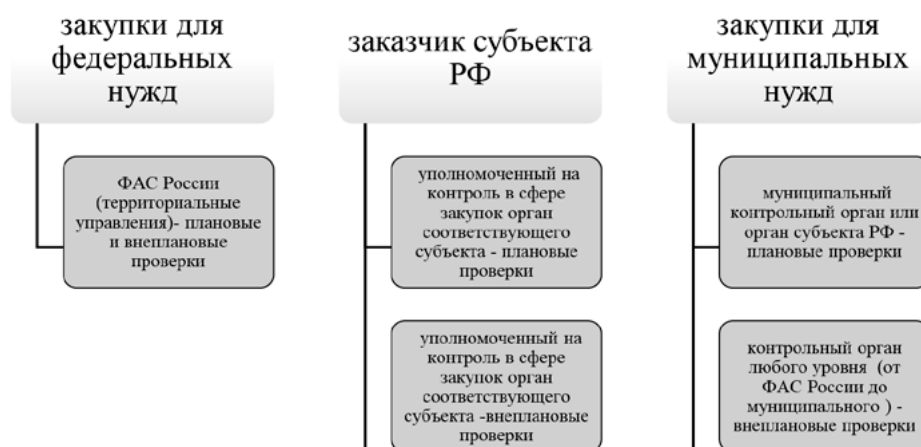 закупки для
федеральных
нужд
ФАС России
(территориальные
управления)- плановые
и внеплановые
проверки
заказчик субъекта
РФ
уполномоченный на
контроль в сфере
закупок орган
соответствующего
субъекта - плановые
проверки
уполномоченный на
контроль в сфере
закупок орган
соответствующего
субъекта -внеплановые
проверки
закупки для
муниципальных
нужд
муниципальный
контрольный орган или
орган субъекта РФ -
плановые проверки
контрольный орган
любого уровня (от
ФАС России до
муниципального ) -
внеплановые проверки